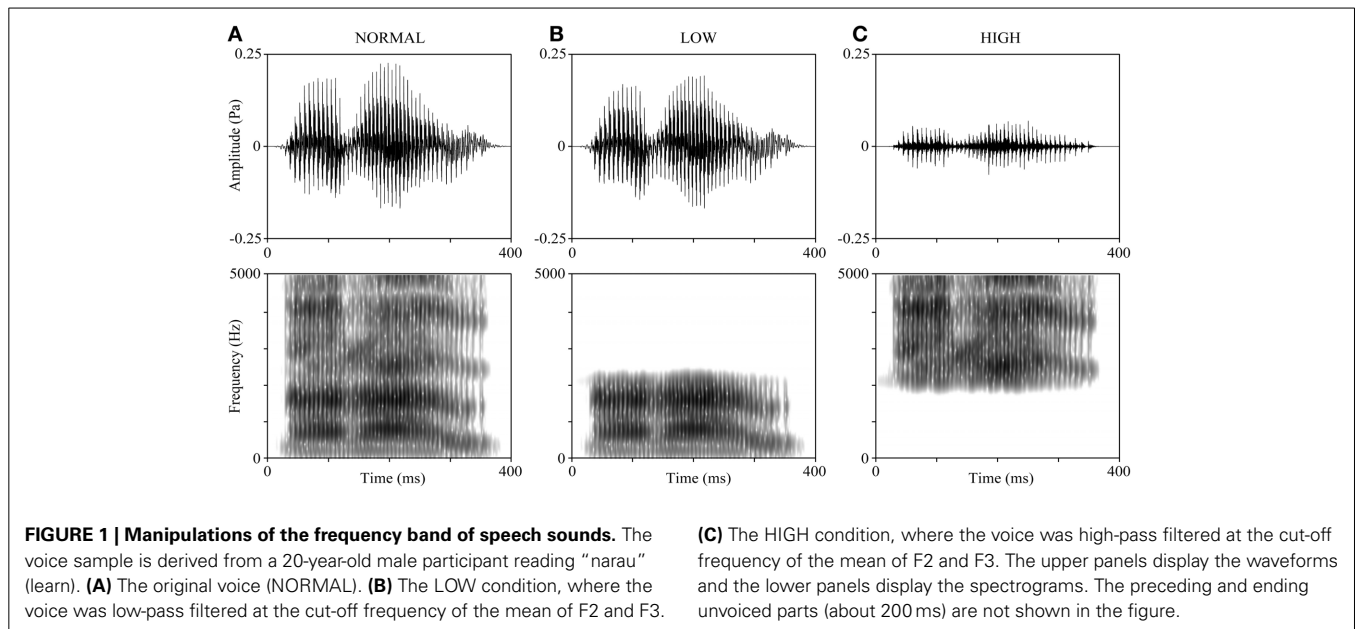 A NORMAL
B LOW
C HIGH
0.25
0
-0.25
Amplitude (Pa)
0 400
0.25
0
-0.25
0 400
0.25
0
-0.25
0 400
5000
0
Frequency (Hz)
0 Time (ms) 400
5000
0
0 Time (ms) 400
5000
0
0 Time (ms) 400
FIGURE 1 | Manipulations of the frequency band of speech sounds. The
voice sample is derived from a 20-year-old male participant reading “narau”
(learn). (A) The original voice (NORMAL). (B) The LOW condition, where the
voice was low-pass filtered at the cut-off frequency of the mean of F2 and F3.
(C) The HIGH condition, where the voice was high-pass filtered at the cut-off
frequency of the mean of F2 and F3. The upper panels display the waveforms
and the lower panels display the spectrograms. The preceding and ending
unvoiced parts (about 200 ms) are not shown in the figure.